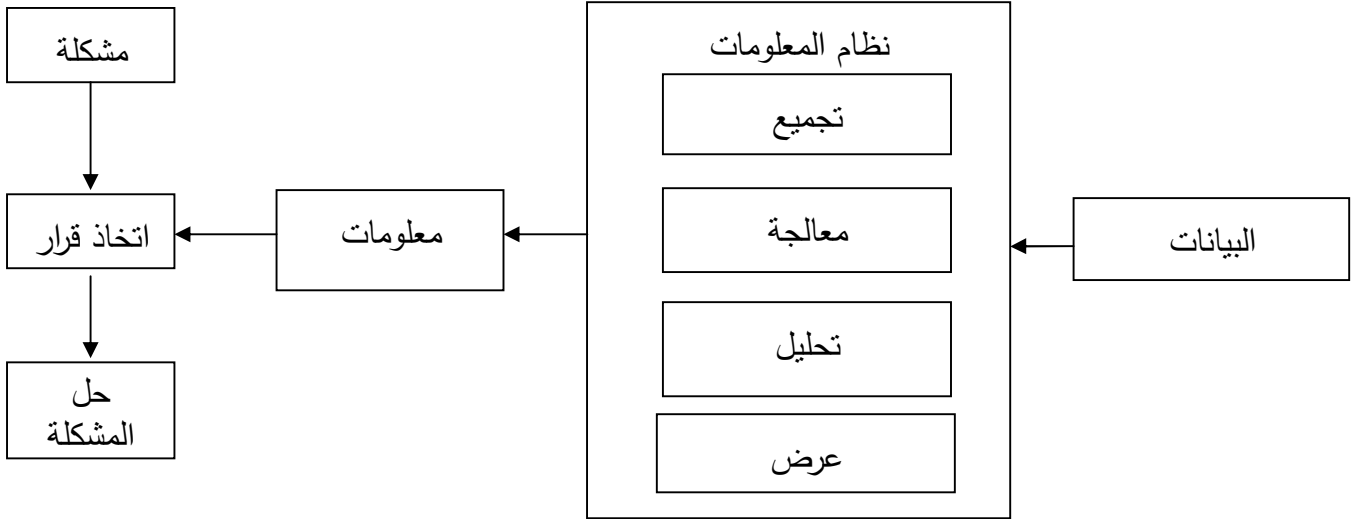 مشكلة
نظام المعلومات
تجميع
معالجة
تحليل
عرض
البيانات
معلومات
اتخاذ قرار
حل
المشكلة